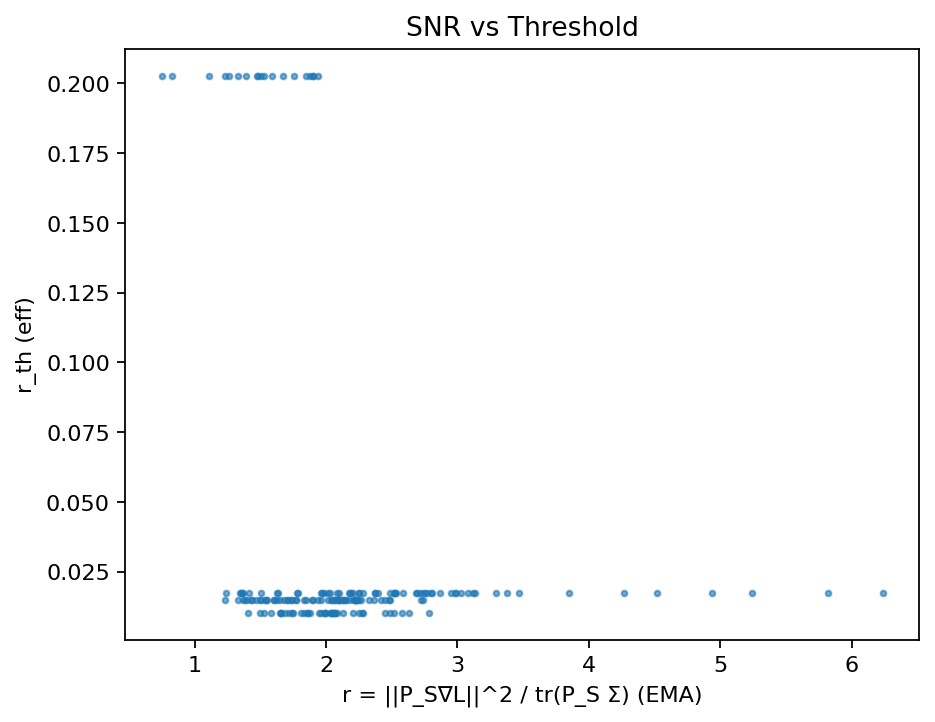 SNR vs Threshold
0.200
0.175
0.150
0.125
0.100
0.075
0.050
0.025
r_th (eff)
1 2 3 4 5 6
r = ||P_S∇L||^2 / tr(P_S Σ) (EMA)